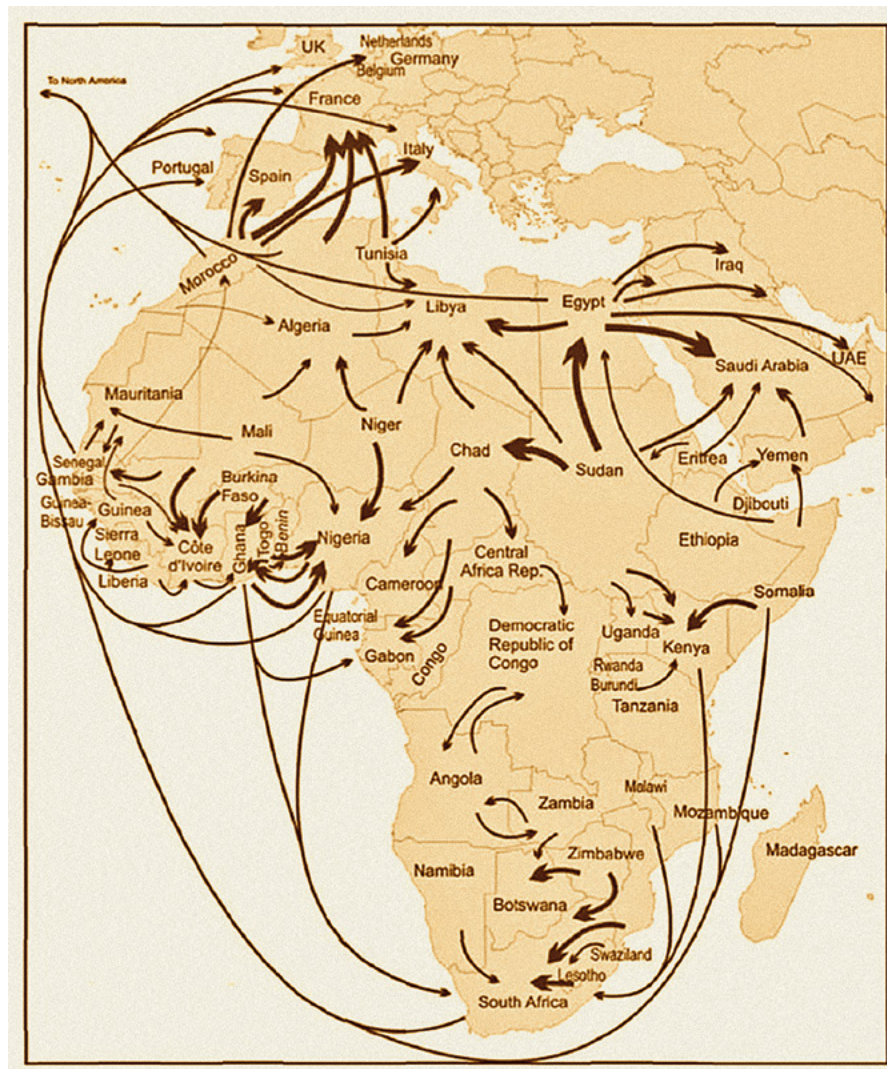 UK
Netherlands
Belgium
Germany
To North America
France
Portugal
Spain
Italy
Morocco
Tunisia
Algeria
Libya
Egypt
Iraq
Saudi Arabia
UAE
Mauritania
Mali
Niger
Chad
Sudan
Eritrea
Yemen
Djibouti
Ethiopia
Somalia
Senegal
Gambia
Guinea-
Bissau
Guinea
Sierra
Leone
Liberia
Burkina
Faso
Côte
d'Ivoire
Ghana
Togo
Benin
Nigeria
Cameroon
Central
Africa Rep.
Equatorial
Guinea
Gabon
Congo
Democratic
Republic of
Congo
Uganda
Kenya
Rwanda
Burundi
Tanzania
Angola
Zambia
Malawi
Mozambique
Zimbabwe
Madagascar
Namibia
Botswana
Swaziland
Lesotho
South Africa